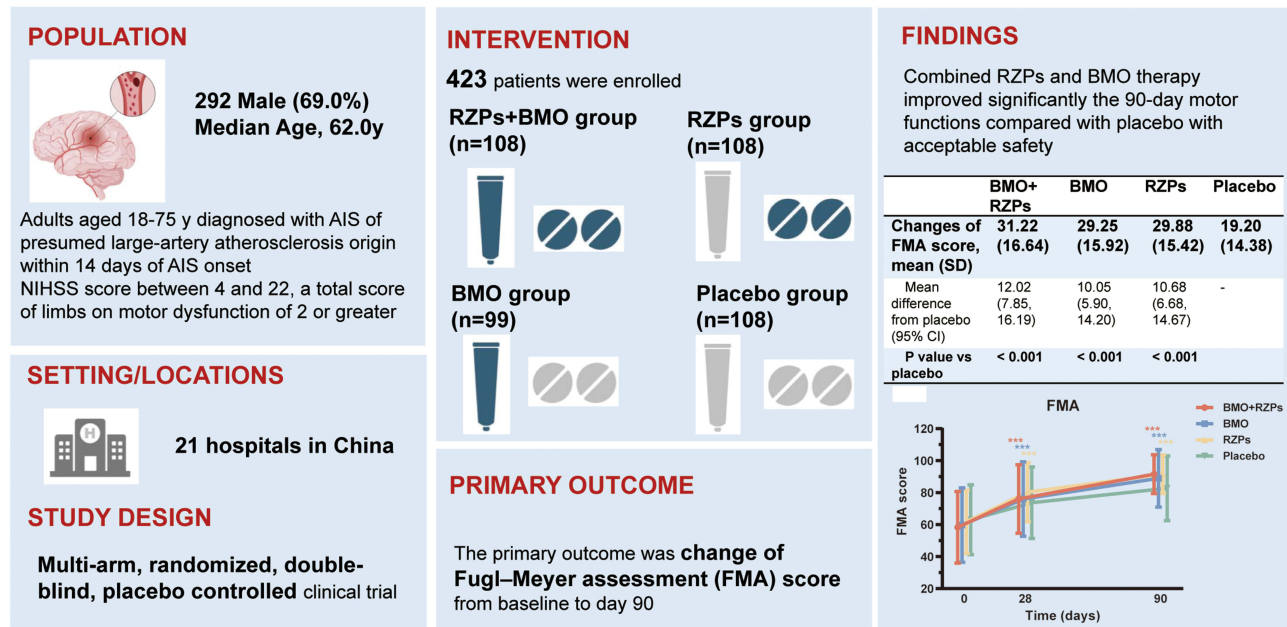 POPULATION
292 Male (69.0%)
Median Age, 62.0y
Adults aged 18-75 y diagnosed with AIS of
presumed large-artery atherosclerosis origin
within 14 days of AIS onset
NIHSS score between 4 and 22, a total score
of limbs on motor dysfunction of 2 or greater
SETTING/LOCATIONS
H
21 hospitals in China
STUDY DESIGN
Multi-arm, randomized, double-
blind, placebo controlled clinical trial
INTERVENTION
423 patients were enrolled
RZPs+BMO group
(n=108)
RZPs group
(n=108)
BMO group
(n=99)
Placebo group
(n=108)
PRIMARY OUTCOME
The primary outcome was change of
Fugl–Meyer assessment (FMA) score
from baseline to day 90
FINDINGS
Combined RZPs and BMO therapy
improved significantly the 90-day motor
functions compared with placebo with
acceptable safety
BMO+ BMO RZPs Placebo
RZPs
Changes of 31.22 29.25 29.88 19.20
FMA score, (16.64) (15.92) (15.42) (14.38)
mean (SD)
Mean 12.02 10.05 10.68 -
difference (7.85, (5.90, (6.68,
from placebo 16.19) 14.20) 14.67)
(95% CI)
P value vs < 0.001 < 0.001 < 0.001
placebo
FMA
BMO+RZPs
BMO
RZPs
Placebo
*** ***
*** ***
*** ***
120
100
80
60
40
20
FMA score
0 28 90
Time (days)